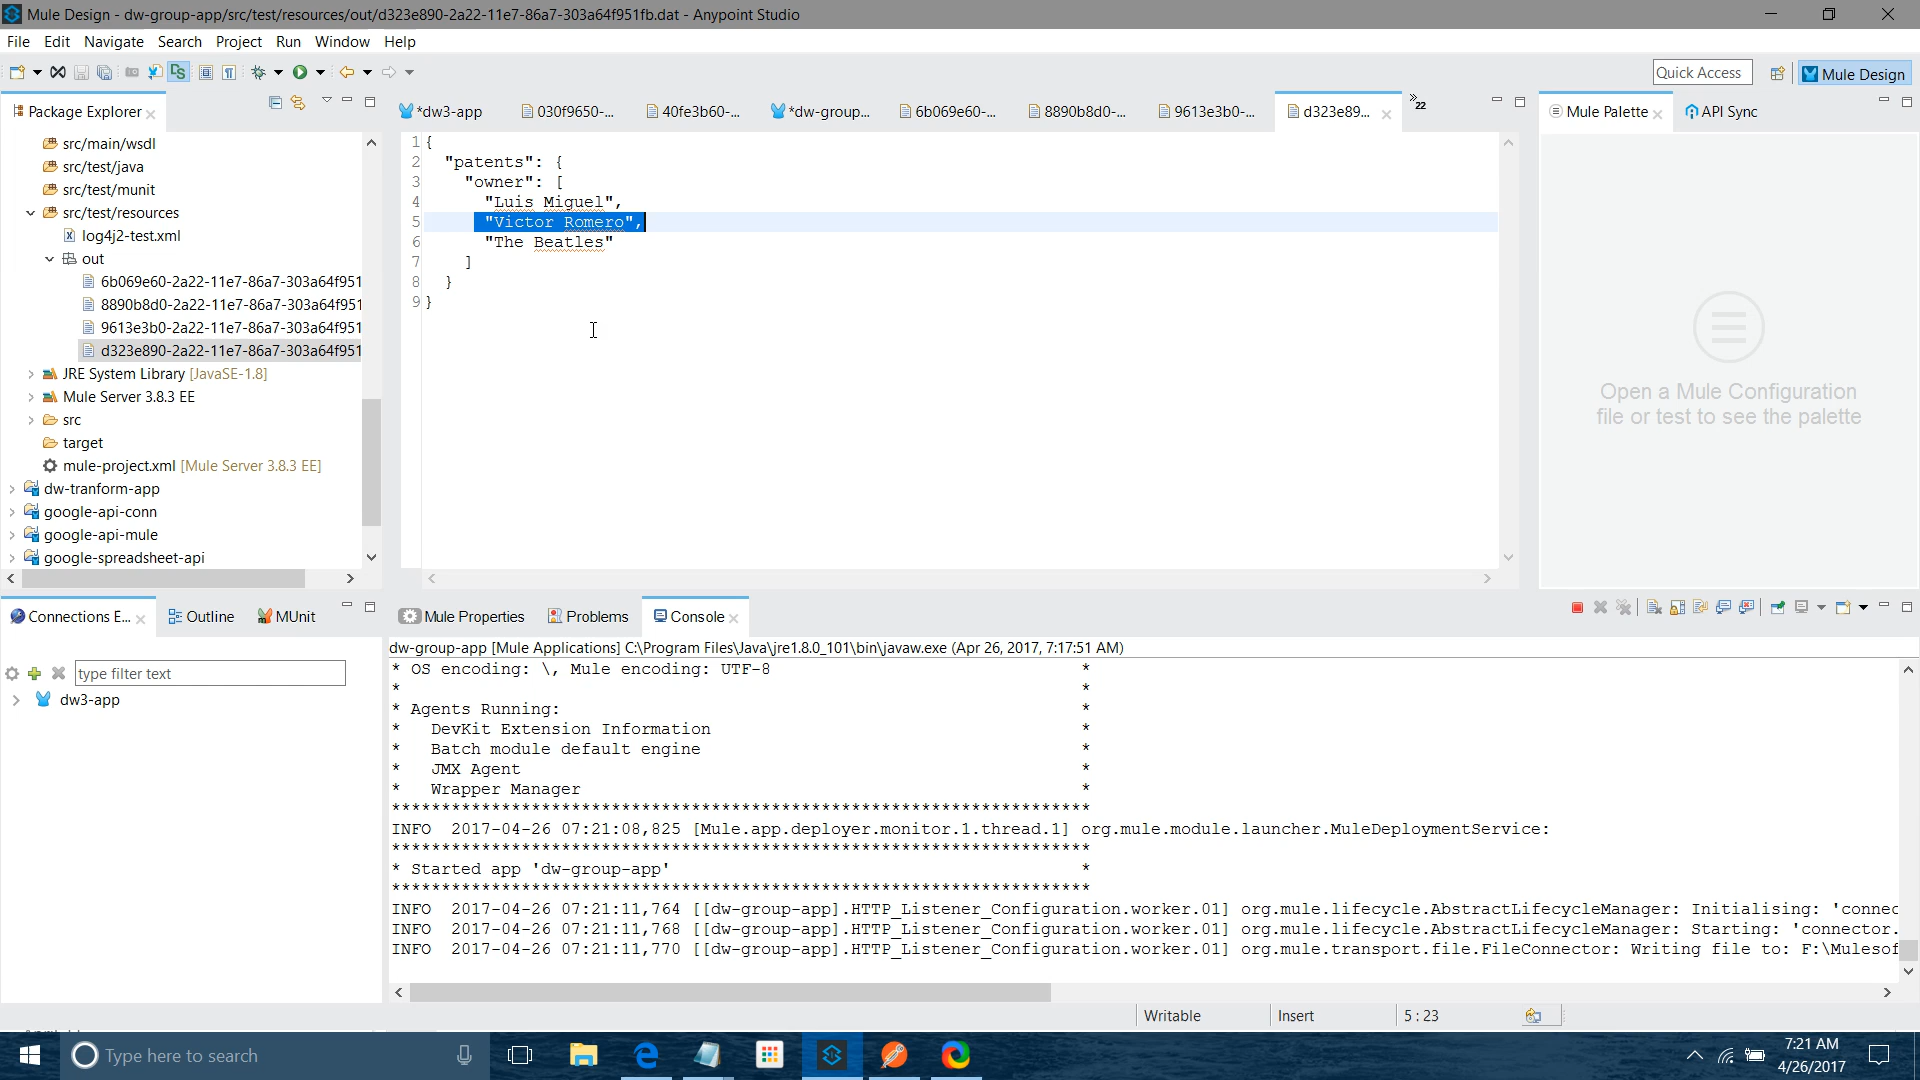 Mule Design - dw-group-app/src/test/resources/out/d323e890-2a22-11e7-86a7-303a64f951fb.dat - Anypoint Studio
File Edit Navigate Search Project Run Window Help
Quick Access
Mule Design
Package Explorer
*dw3-app
030f9650-...
40fe3b60-...
*dw-group...
6b069e60-...
8890b8d0-...
9613e3b0-...
d323e89...
»22
Mule Palette
API Sync
src/main/wsdl
src/test/java
src/test/munit
src/test/resources
log4j2-test.xml
out
6b069e60-2a22-11e7-86a7-303a64f951
8890b8d0-2a22-11e7-86a7-303a64f951
9613e3b0-2a22-11e7-86a7-303a64f951
d323e890-2a22-11e7-86a7-303a64f951
JRE System Library [JavaSE-1.8]
Mule Server 3.8.3 EE
src
target
mule-project.xml [Mule Server 3.8.3 EE]
dw-tranform-app
google-api-conn
google-api-mule
google-spreadsheet-api
1 {
2 "patents": {
3 "owner": [
4 "Luis Miguel",
5 "Victor Romero",
6 "The Beatles"
7 ]
8 }
9 }
Open a Mule Configuration
file or test to see the palette
Connections E...
Outline
MUnit
type filter text
dw3-app
Mule Properties
Problems
Console
dw-group-app [Mule Applications] C:\Program Files\Java\jre1.8.0_101\bin\javaw.exe (Apr 26, 2017, 7:17:51 AM)
* OS encoding: \, Mule encoding: UTF-8 *
* *
* Agents Running: *
* DevKit Extension Information *
* Batch module default engine *
* JMX Agent *
* Wrapper Manager *
**********************************************************************
INFO 2017-04-26 07:21:08,825 [Mule.app.deployer.monitor.1.thread.1] org.mule.module.launcher.MuleDeploymentService:
**********************************************************************
* Started app 'dw-group-app' *
**********************************************************************
INFO 2017-04-26 07:21:11,764 [[dw-group-app].HTTP_Listener_Configuration.worker.01] org.mule.lifecycle.AbstractLifecycleManager: Initialising: 'connec
INFO 2017-04-26 07:21:11,768 [[dw-group-app].HTTP_Listener_Configuration.worker.01] org.mule.lifecycle.AbstractLifecycleManager: Starting: 'connector.
INFO 2017-04-26 07:21:11,770 [[dw-group-app].HTTP_Listener_Configuration.worker.01] org.mule.transport.file.FileConnector: Writing file to: F:\Mulesof
Writable
Insert
5 : 23
Type here to search
7:21 AM
4/26/2017